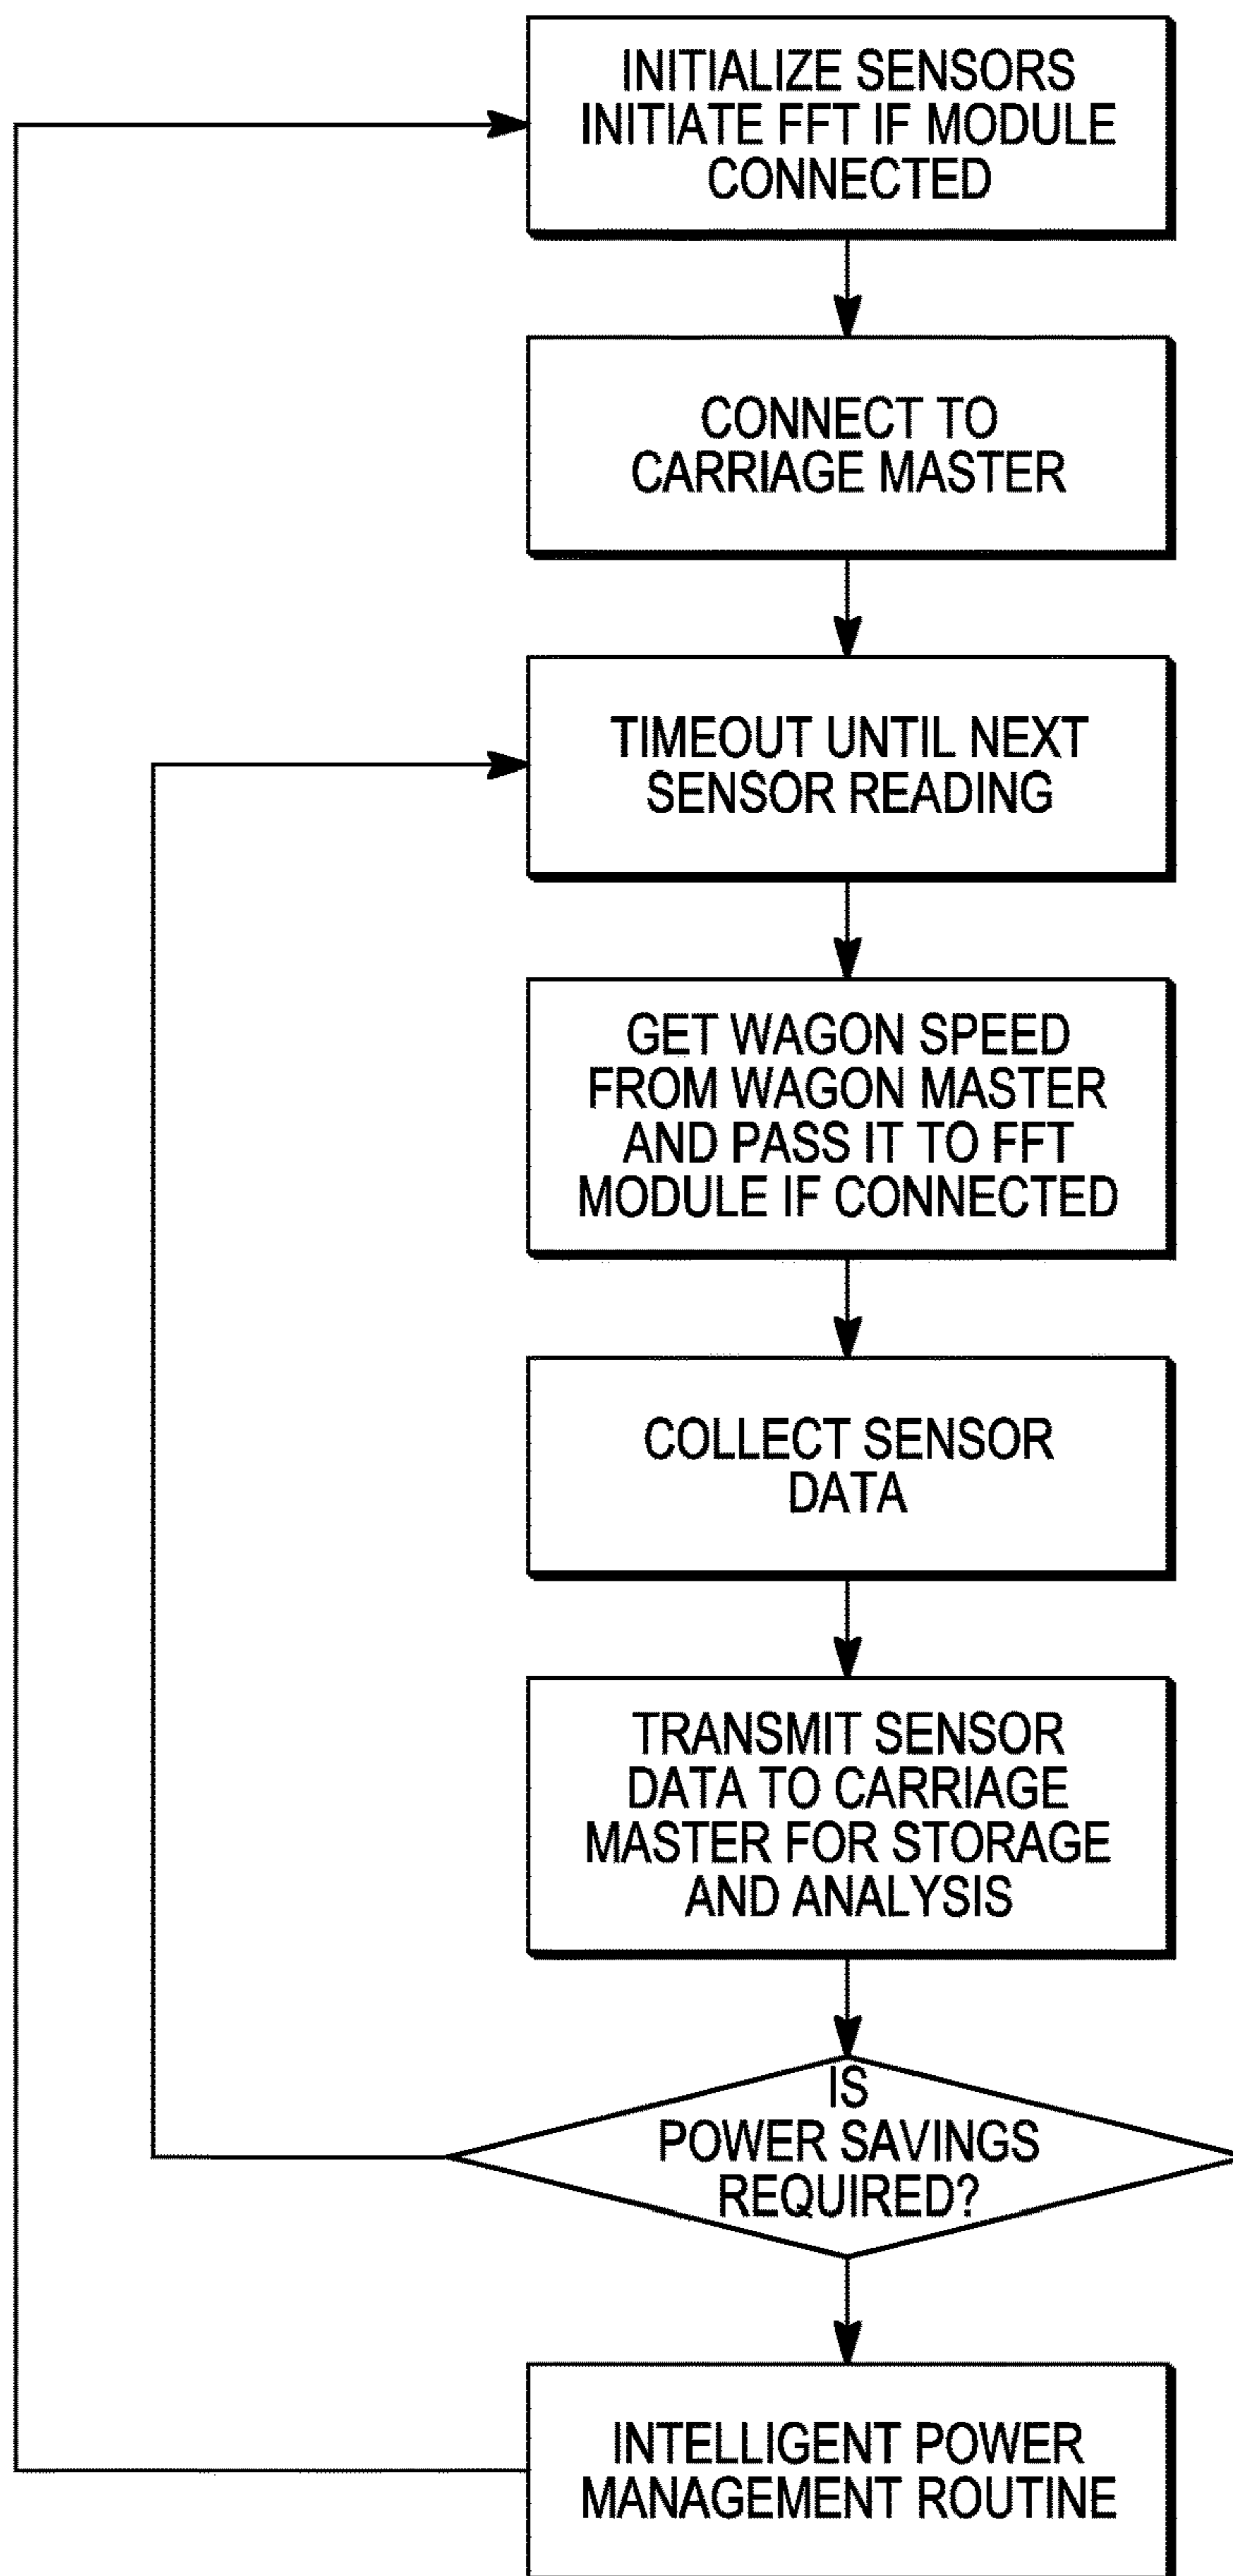 INITIALIZE SENSORS
INITIATE FFT IF MODULE
CONNECTED
CONNECT TO
CARRIAGE MASTER
TIMEOUT UNTIL NEXT
SENSOR READING
GET WAGON SPEED
FROM WAGON MASTER
AND PASS IT TO FFT
MODULE IF CONNECTED
COLLECT SENSOR
DATA
TRANSMIT SENSOR
DATA TO CARRIAGE
MASTER FOR STORAGE
AND ANALYSIS
IS
POWER SAVINGS
REQUIRED?
INTELLIGENT POWER
MANAGEMENT ROUTINE